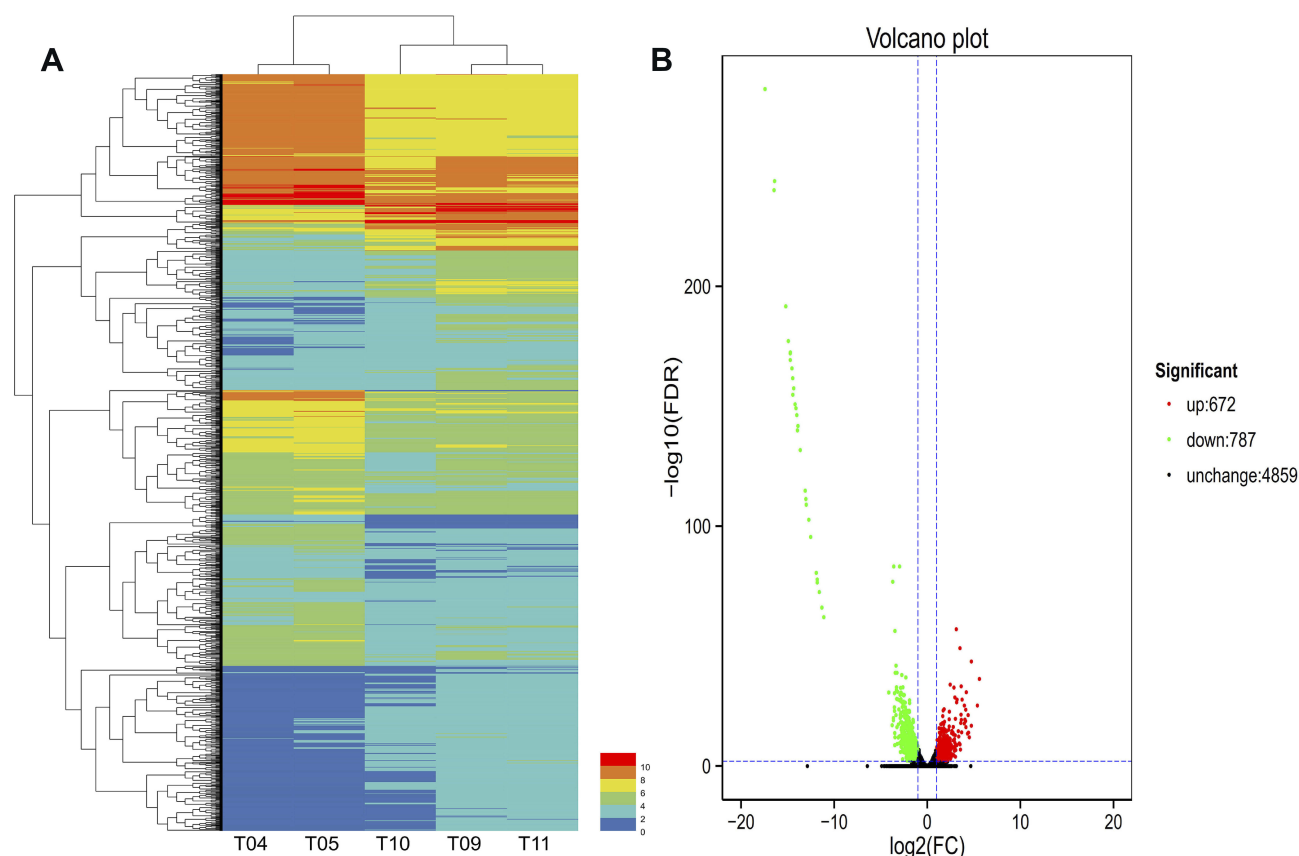 A
10
8
6
4
2
0
T04 T05 T10 T09 T11
B
Volcano plot
−log10(FDR)
200
100
0
−20 −10 0 10 20
log2(FC)
Significant
up:672
down:787
unchange:4859